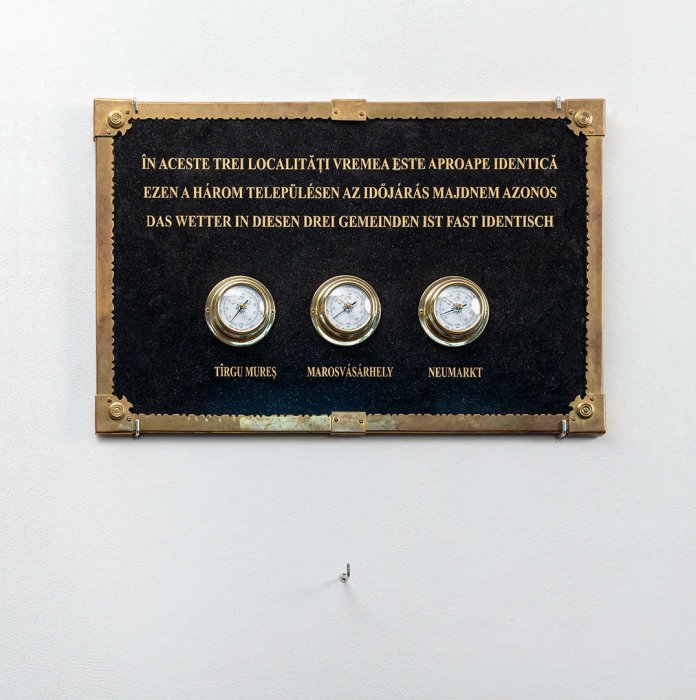 ÎN ACESTE TREI LOCALITĂȚI VREMEA ESTE APROAPE IDENTICĂ
EZEN A HÁROM TELEPÜLÉSEN AZ IDŐJÁRÁS MAJDNEM AZONOS
DAS WETTER IN DIESEN DREI GEMEINDEN IST FAST IDENTISCH
TÎRGU MUREȘ
MAROSVÁSÁRHELY
NEUMARKT